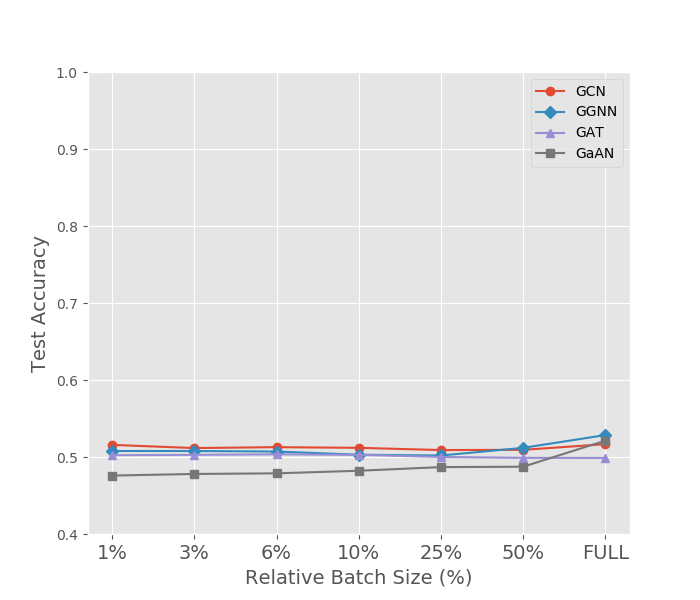 1.0
0.9
0.8
0.7
0.6
0.5
0.4
Test Accuracy
GCN
GGNN
GAT
GaAN
1% 3% 6% 10% 25% 50% FULL
Relative Batch Size (%)